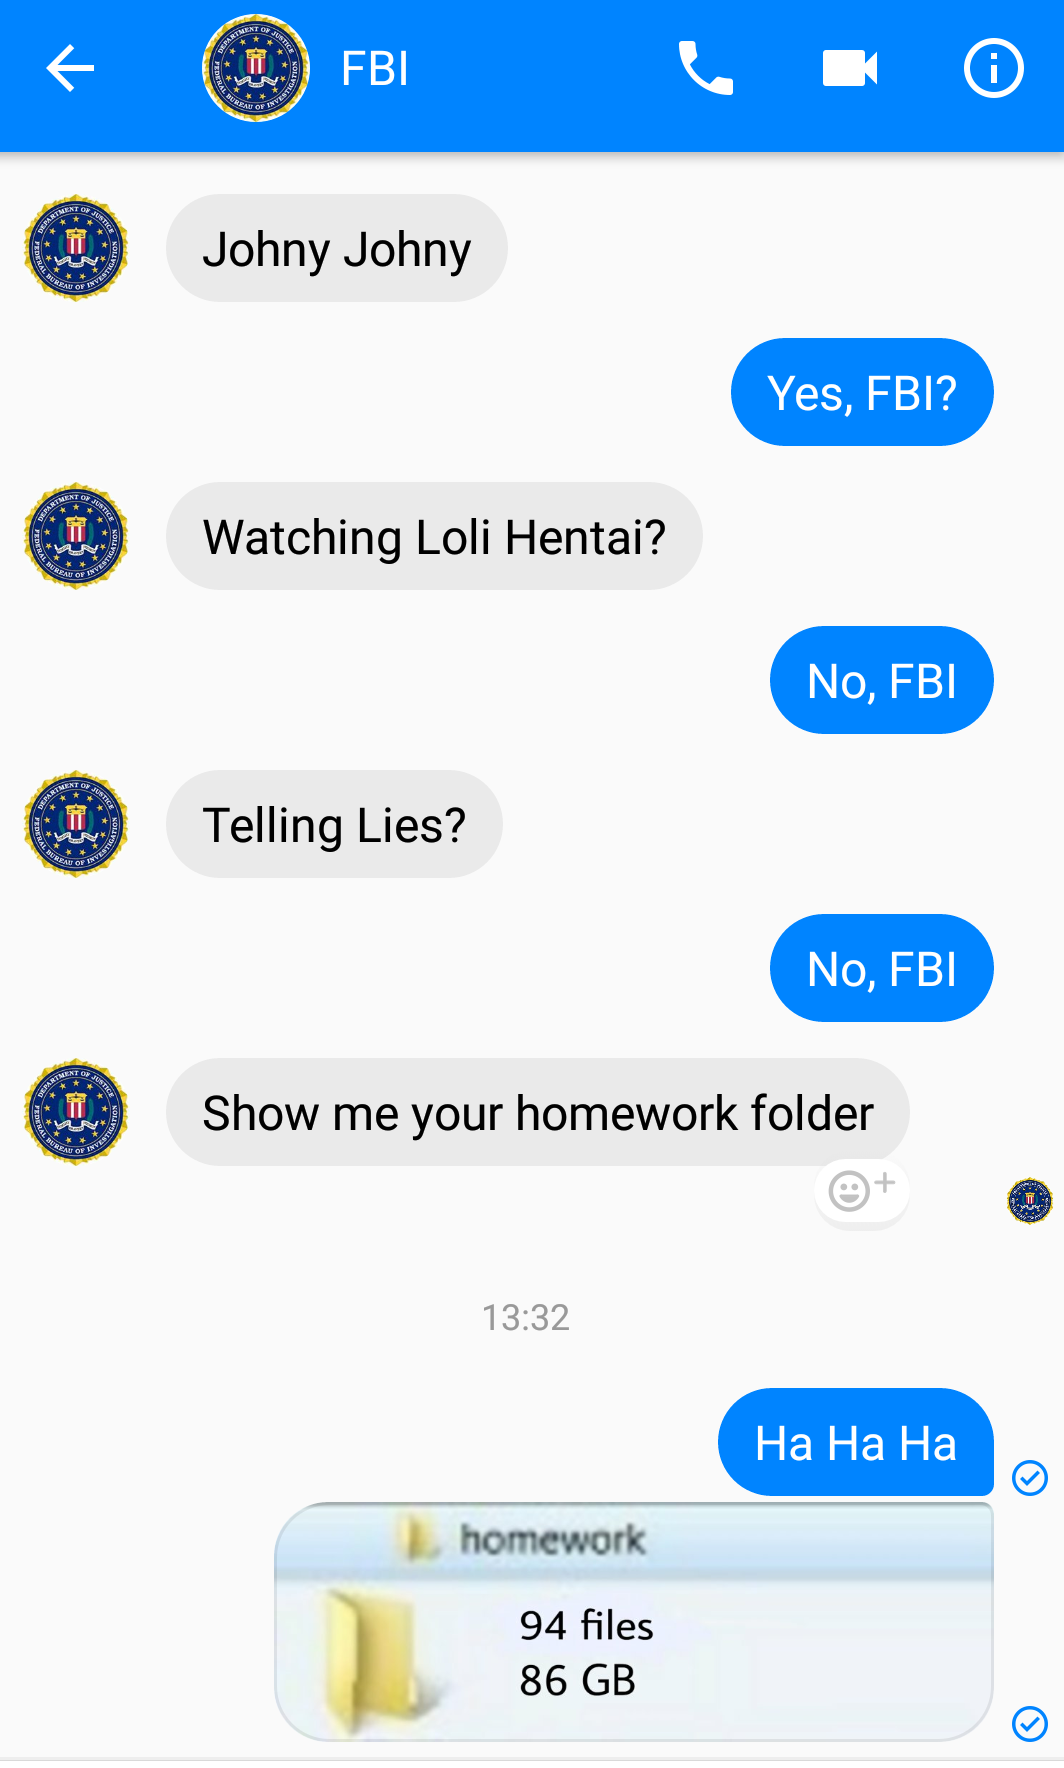 FBI
Johny Johny
Yes, FBI?
Watching Loli Hentai?
No, FBI
Telling Lies?
No, FBI
Show me your homework folder
13:32
Ha Ha Ha
homework
94 files
86 GB